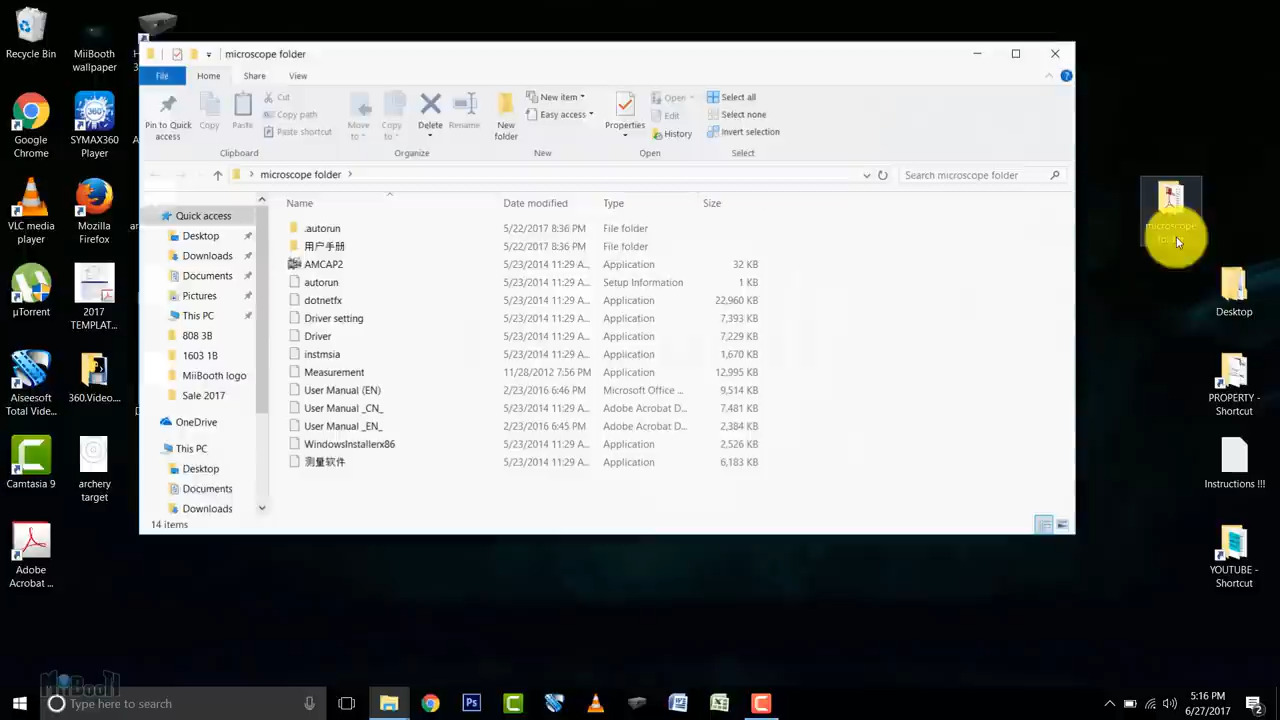 Recycle Bin
MiiBooth
wallpaper
Google
Chrome
SYMAX360
Player
VLC media
player
Mozilla
Firefox
µTorrent
2017
TEMPLAT...
Aiseesoft
Total Vide...
360.Video....
Camtasia 9
archery
target
Adobe
Acrobat ...
microscope folder
File
Home
Share
View
Pin to Quick
access
Copy
Paste
Cut
Copy path
Paste shortcut
Clipboard
Move
to
Copy
to
Delete
Rename
Organize
New
folder
New item
Easy access
New
Properties
Open
Edit
History
Open
Select all
Select none
Invert selection
Select
microscope folder
Search microscope folder
Quick access
Desktop
Downloads
Documents
Pictures
This PC
808 3B
1603 1B
MiiBooth logo
Sale 2017
OneDrive
This PC
Desktop
Documents
Downloads
Name Date modified Type Size
.autorun 5/22/2017 8:36 PM File folder
用户手册 5/22/2017 8:36 PM File folder
AMCAP2 5/23/2014 11:29 A... Application 32 KB
autorun 5/23/2014 11:29 A... Setup Information 1 KB
dotnetfx 5/23/2014 11:29 A... Application 22,960 KB
Driver setting 5/23/2014 11:29 A... Application 7,393 KB
Driver 5/23/2014 11:29 A... Application 7,229 KB
instmsia 5/23/2014 11:29 A... Application 1,670 KB
Measurement 11/28/2012 7:56 PM Application 12,995 KB
User Manual (EN) 2/23/2016 6:46 PM Microsoft Office ... 9,514 KB
User Manual _CN_ 5/23/2014 11:29 A... Adobe Acrobat D... 7,481 KB
User Manual _EN_ 2/23/2016 6:45 PM Adobe Acrobat D... 2,384 KB
WindowsInstallerx86 5/23/2014 11:29 A... Application 2,526 KB
测量软件 5/23/2014 11:29 A... Application 6,183 KB
14 items
microscope
Desktop
PROPERTY -
Shortcut
Instructions !!!
YOUTUBE -
Shortcut
MiiBooTH
Type here to search
5:16 PM
6/27/2017
2